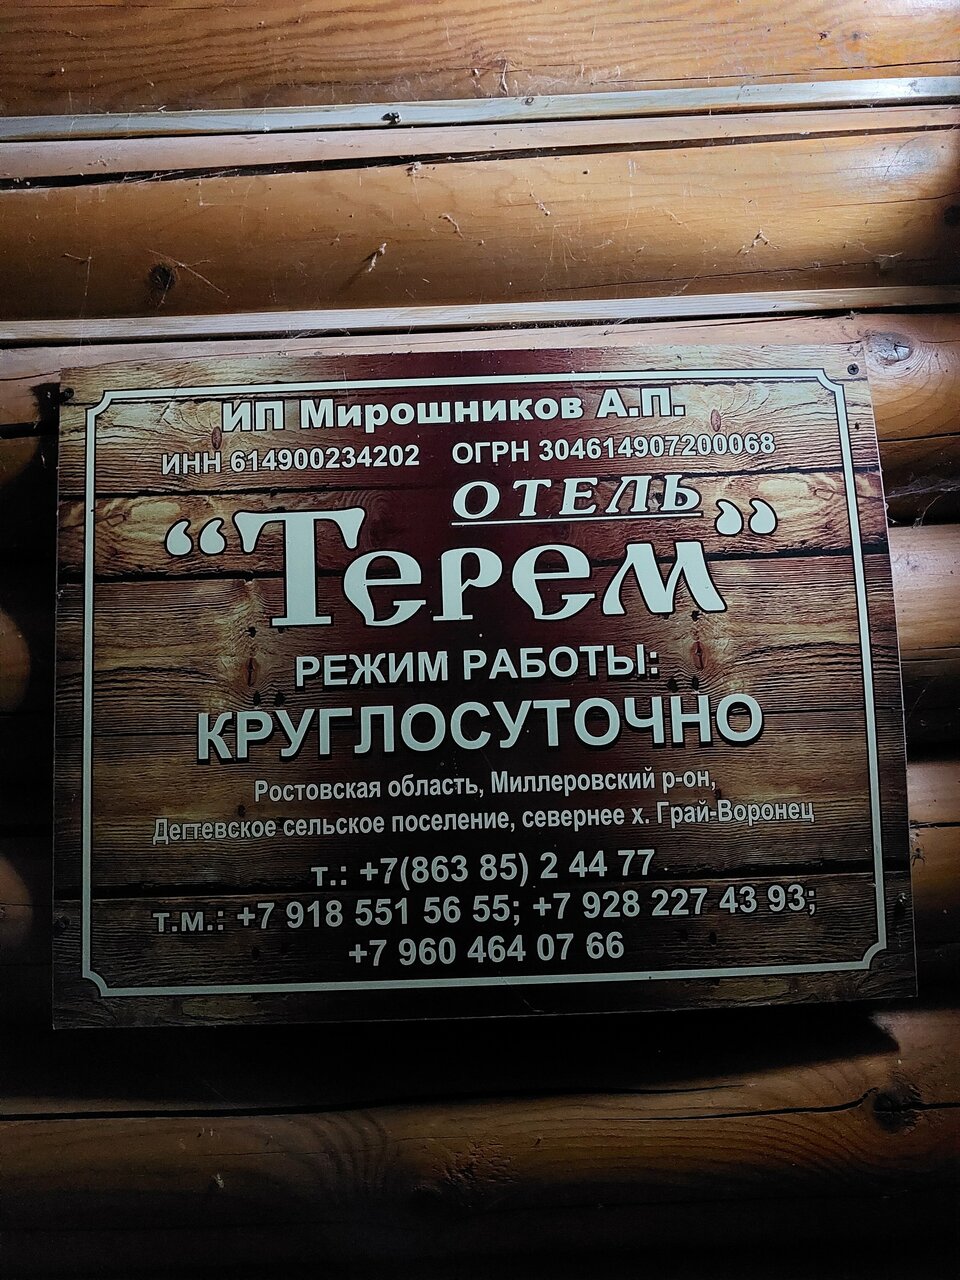 ИП Мирошников А.П.
ИНН 614900234202 ОГРН 304614907200068
ОТЕЛЬ
“Терем”
РЕЖИМ РАБОТЫ:
КРУГЛОСУТОЧНО
Ростовская область, Миллеровский р-он,
Дегтевское сельское поселение, севернее х. Грай-Воронец
т.: +7(863 85) 2 44 77
т.м.: +7 918 551 56 55; +7 928 227 43 93;
+7 960 464 07 66